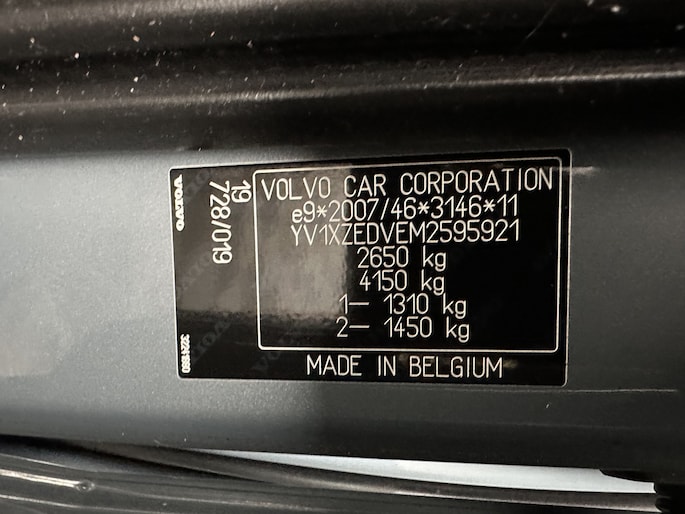 VOLVO
19
728/019
VOLVO CAR CORPORATION
e9*2007/46*3146*11
YV1XZEDVEM2595921
2650 kg
4150 kg
1– 1310 kg
2– 1450 kg
MADE IN BELGIUM